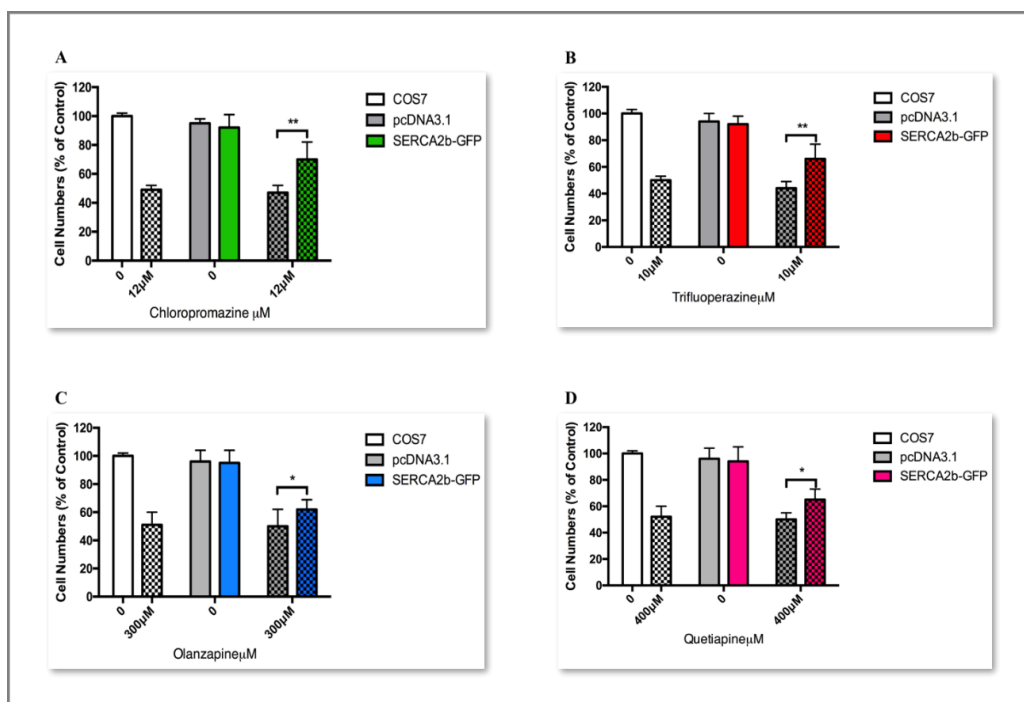 A
Cell Numbers (% of Control)
120
100
80
60
40
20
0
**
COS7
pcDNA3.1
SERCA2b-GFP
0
12µM
0
12µM
Chloropromazine µM
B
Cell Numbers (% of Control)
120
100
80
60
40
20
0
**
COS7
pcDNA3.1
SERCA2b-GFP
0
10µM
0
10µM
TrifluoperazineµM
C
Cell Numbers (% of Control)
120
100
80
60
40
20
0
*
COS7
pcDNA3.1
SERCA2b-GFP
0
300µM
0
300µM
OlanzapineµM
D
Cell Numbers (% of Control)
120
100
80
60
40
20
0
*
COS7
pcDNA3.1
SERCA2b-GFP
0
400µM
0
400µM
QuetiapineµM